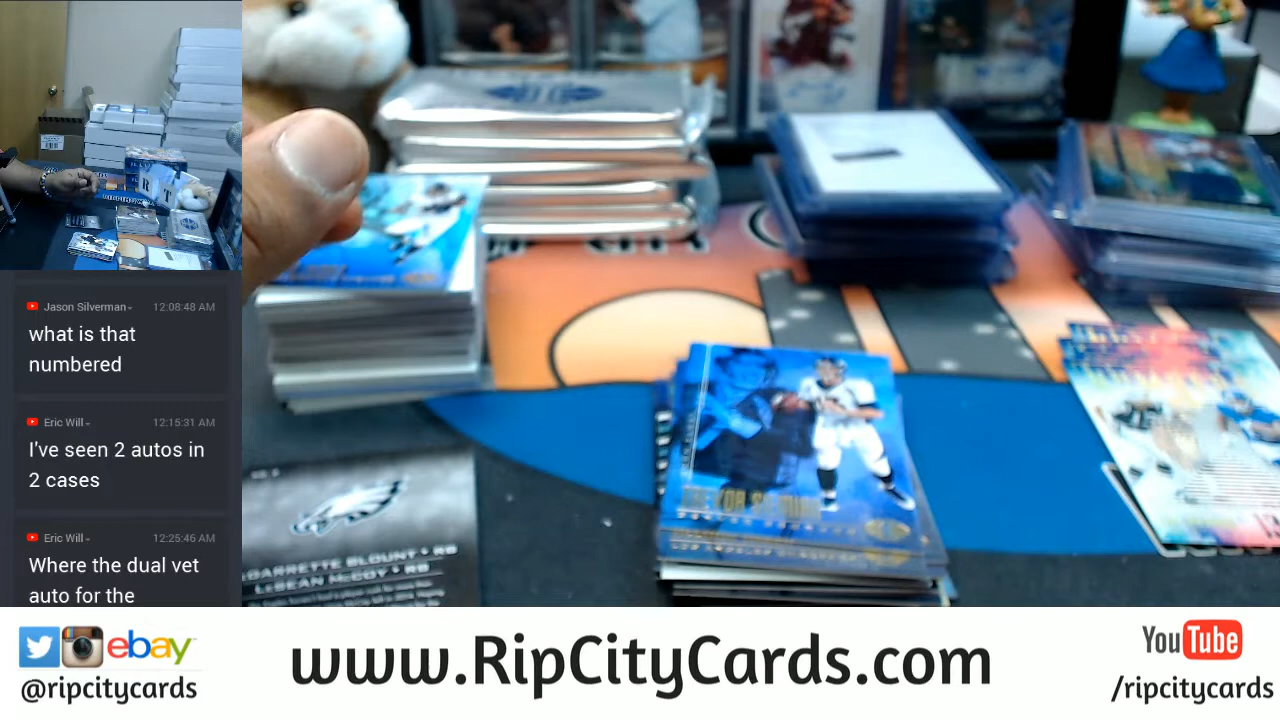 Jason Silverman
12:08:48 AM
what is that
numbered
Eric Will
12:15:31 AM
I've seen 2 autos in
2 cases
Eric Will
12:25:46 AM
Where the dual vet
auto for the
CITY
GARRETTE BLOUNT • RB
LeSEAN McCOY • RB
ebay
@ripcitycards
www.RipCityCards.com
YouTube
/ripcitycards